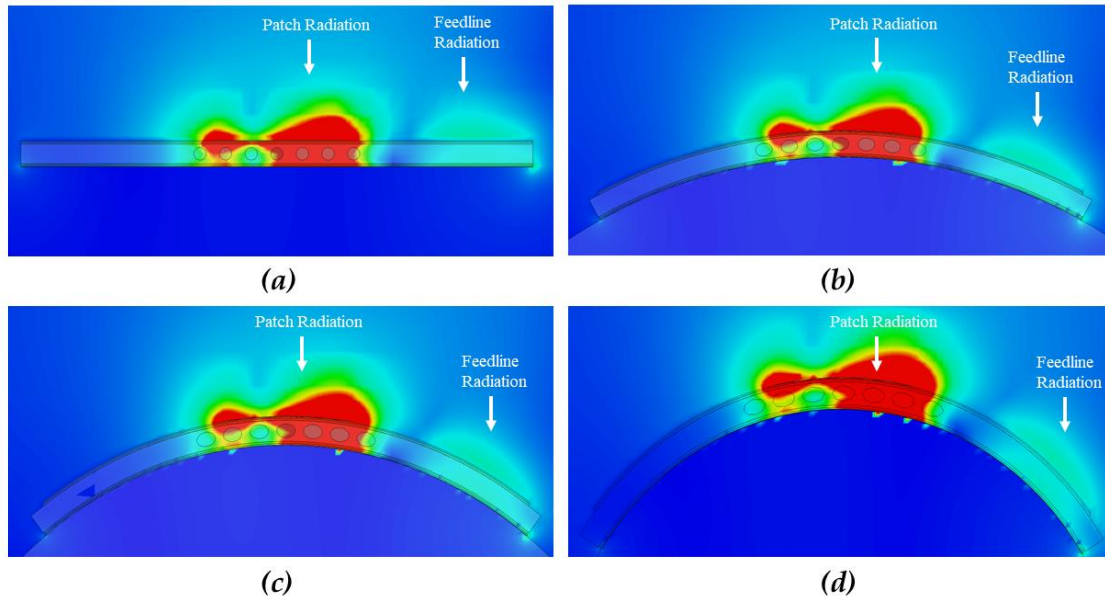 Patch Radiation
Feedline
Radiation
(a)
Patch Radiation
Feedline
Radiation
(b)
Patch Radiation
Feedline
Radiation
(c)
Patch Radiation
Feedline
Radiation
(d)